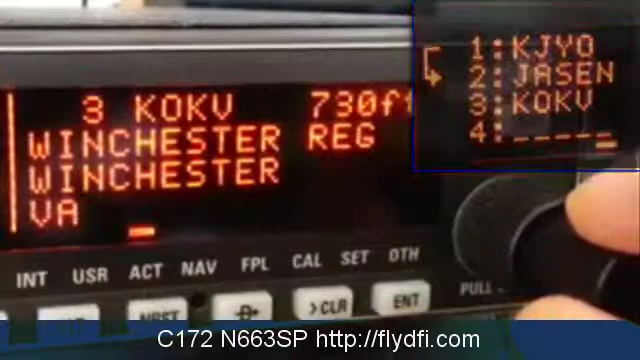 3 KOKV 730ft
WINCHESTER REG
WINCHESTER
VA
1:KJYO
2:JASEN
3:KOKV
4:_____
INT USR ACT NAV FPL CAL SET OTH
PULL
>CLR
ENT
C172 N663SP http://flydfi.com